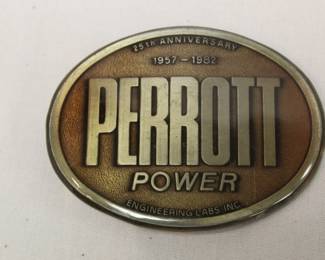 25TH ANNIVERSARY
1957 - 1982
PERROTT
POWER
ENGINEERING LABS INC.